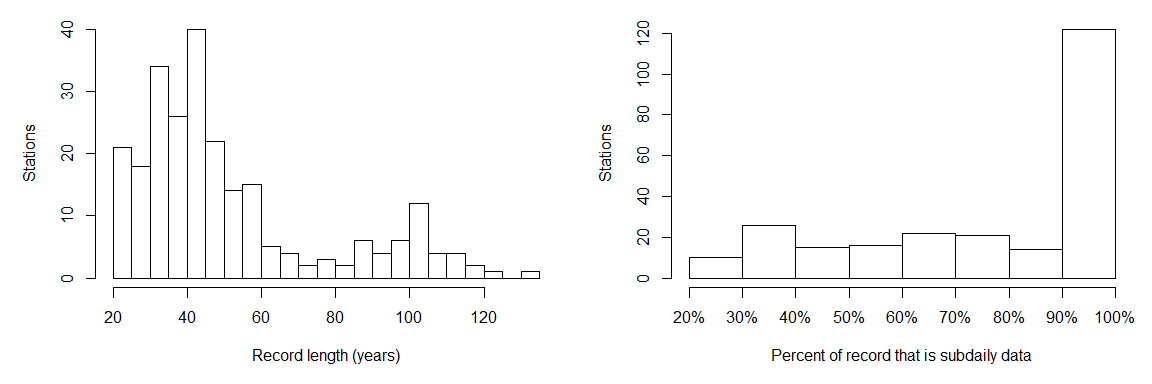 Stations
40
30
20
10
0
20 40 60 80 100 120
Record length (years)
Stations
120
100
80
60
40
20
0
20% 30% 40% 50% 60% 70% 80% 90% 100%
Percent of record that is subdaily data